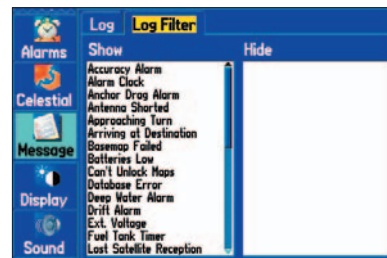 Log Log Filter
Alarms
Celestial
Message
Display
Sound
Show
Accuracy Alarm
Alarm Clock
Anchor Drag Alarm
Antenna Shorted
Approaching Turn
Arriving at Destination
Basemap Failed
Batteries Low
Can't Unlock Maps
Database Error
Deep Water Alarm
Drift Alarm
Ext. Voltage
Fuel Tank Timer
Lost Satellite Reception
Hide